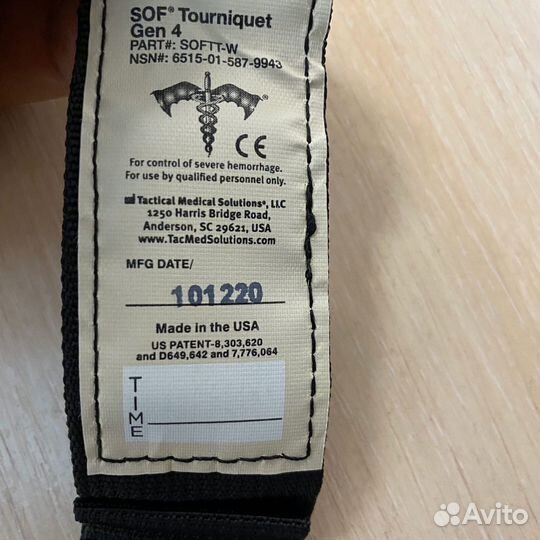 SOF® Tourniquet
Gen 4
PART#: SOFTT-W
NSN#: 6515-01-587-9943
®
CE
For control of severe hemorrhage.
For use by qualified personnel only.
Tactical Medical Solutions®, LLC
1250 Harris Bridge Road,
Anderson, SC 29621, USA
www.TacMedSolutions.com
MFG DATE/
101220
Made in the USA
US PATENT-8,303,620
and D649,642 and 7,776,064
TIME
Avito